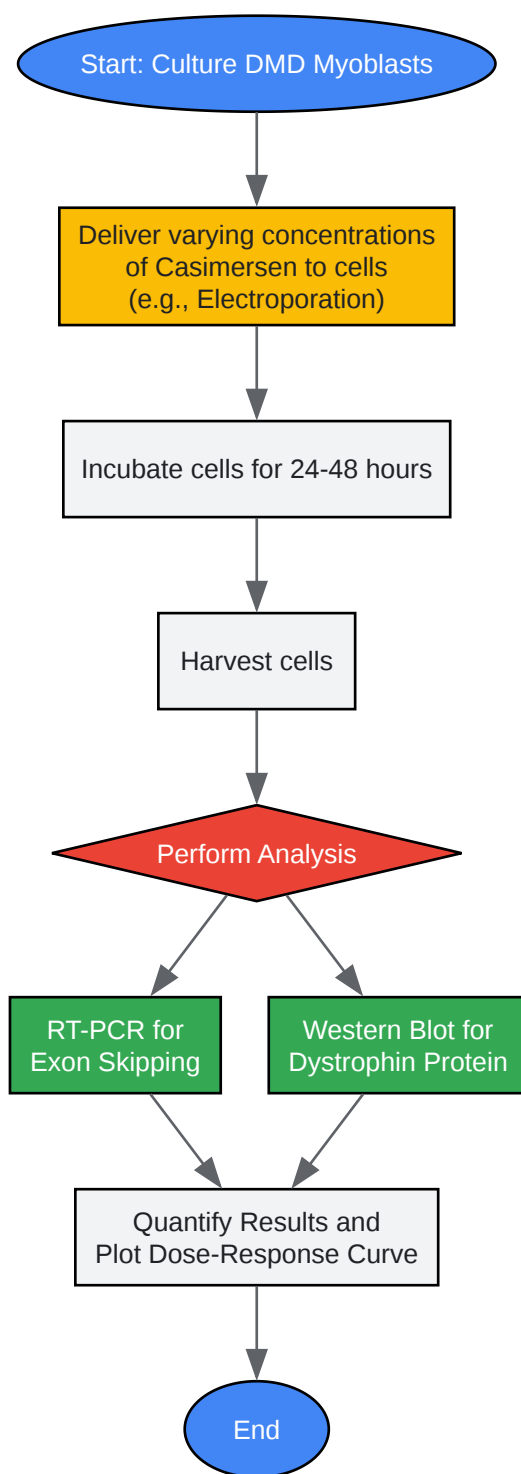 Start: Culture DMD Myoblasts
Deliver varying concentrations
of Casimersen to cells
(e.g., Electroporation)
Incubate cells for 24-48 hours
Harvest cells
Perform Analysis
RT-PCR for
Exon Skipping
Western Blot for
Dystrophin Protein
Quantify Results and
Plot Dose-Response Curve
End